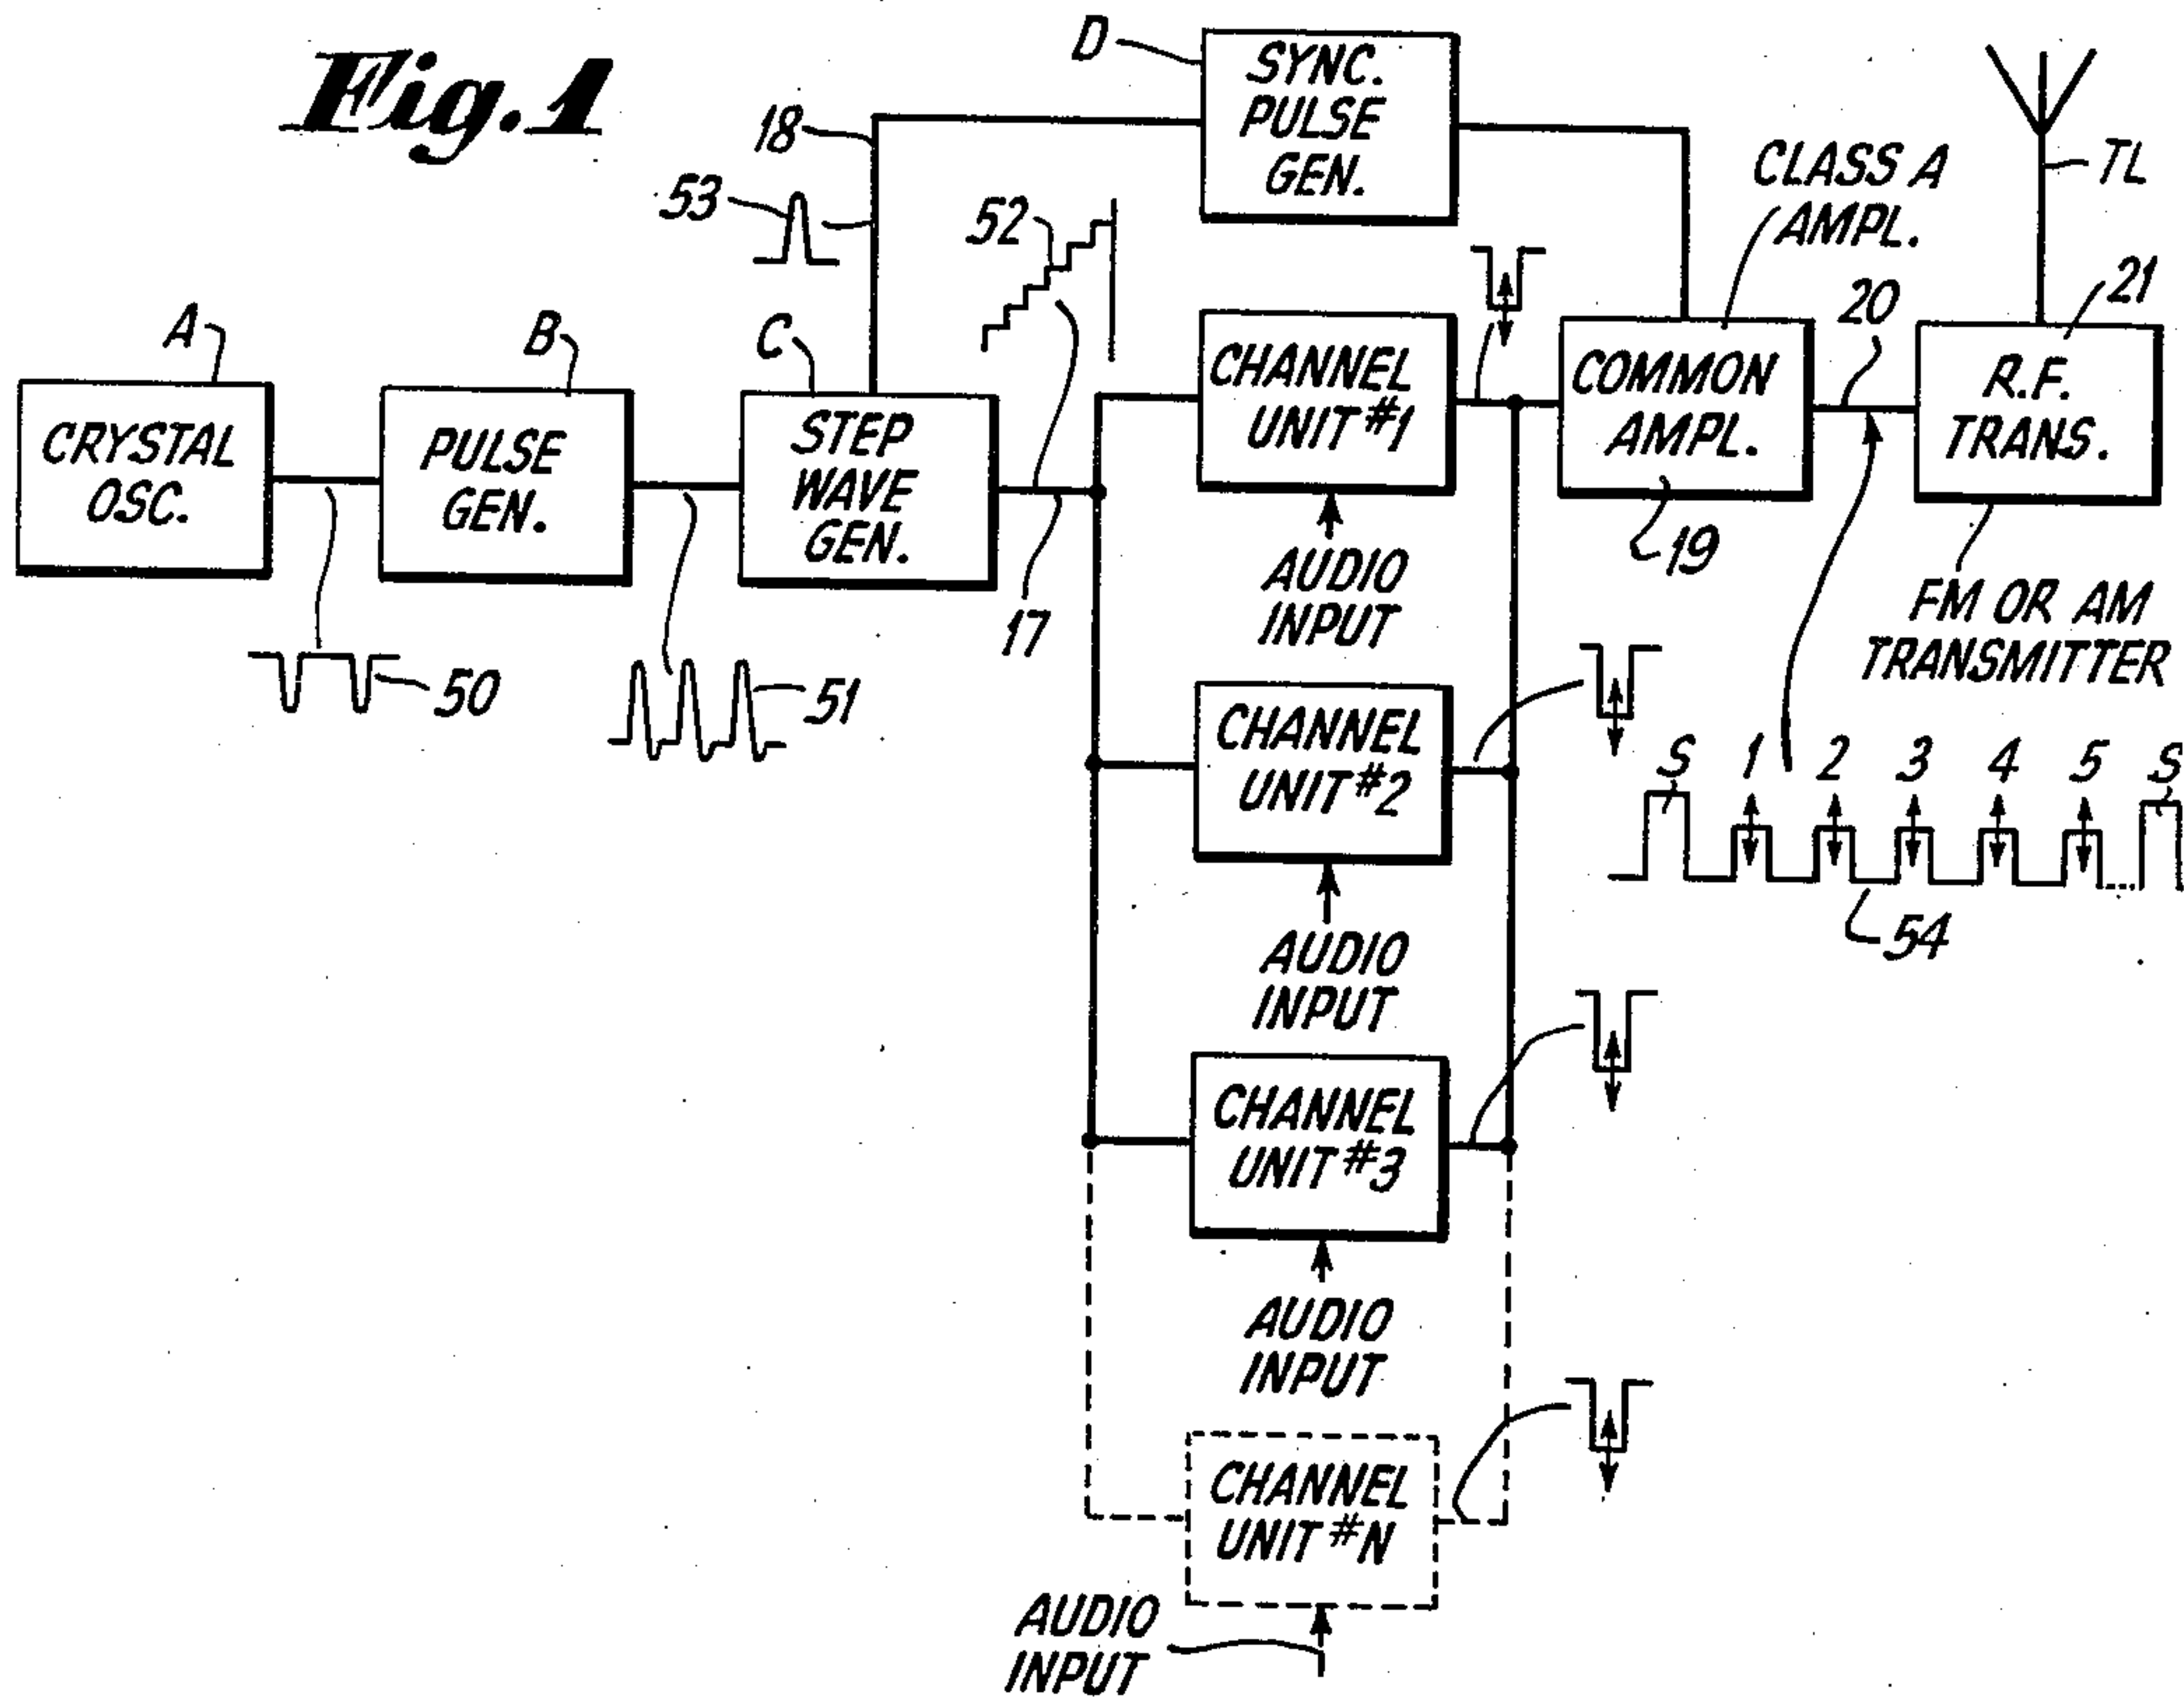 Fig.1
D
SYNC.
PULSE
GEN.
18
53
52
CLASS A
AMPL.
TL
20
21
A
B
C
CRYSTAL
OSC.
PULSE
GEN.
STEP
WAVE
GEN.
CHANNEL
UNIT #1
COMMON
AMPL.
R.F.
TRANS.
19
17
AUDIO
INPUT
FM OR AM
TRANSMITTER
50
51
CHANNEL
UNIT #2
S 1 2 3 4 5 S
54
AUDIO
INPUT
CHANNEL
UNIT #3
AUDIO
INPUT
CHANNEL
UNIT #N
AUDIO
INPUT